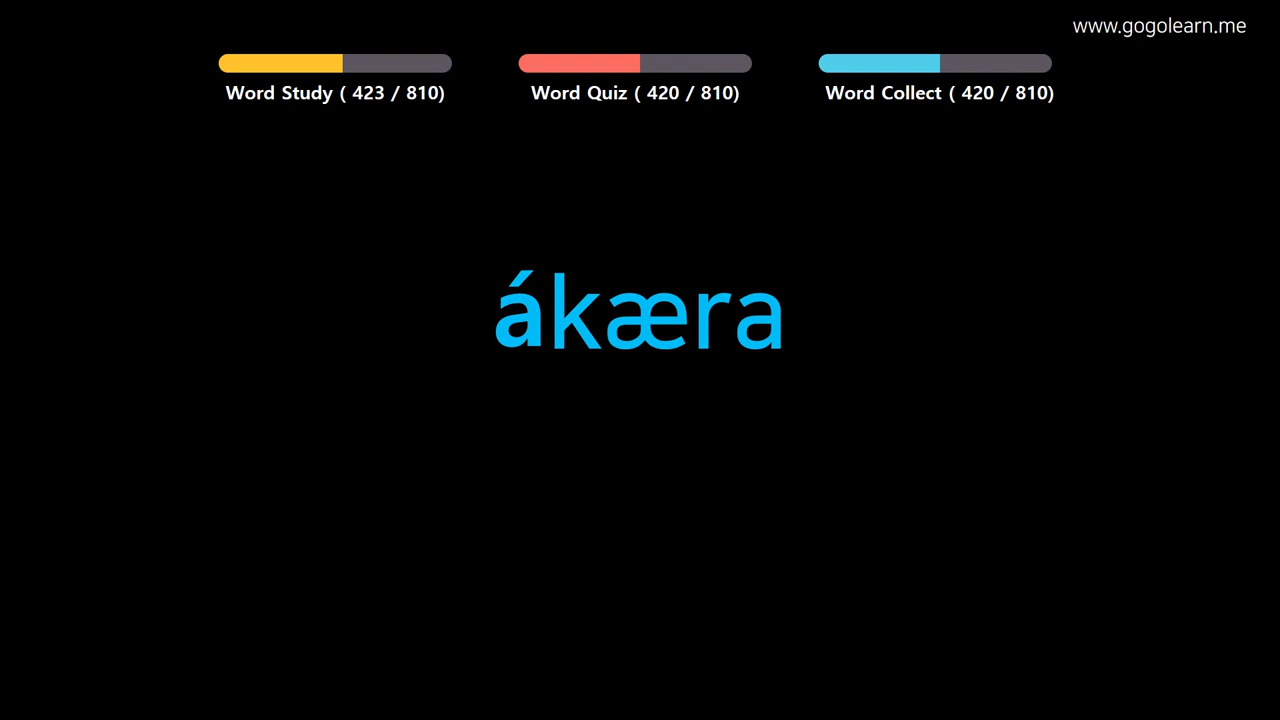 www.gogolearn.me
Word Study ( 423 / 810)
Word Quiz ( 420 / 810)
Word Collect ( 420 / 810)
ákæra